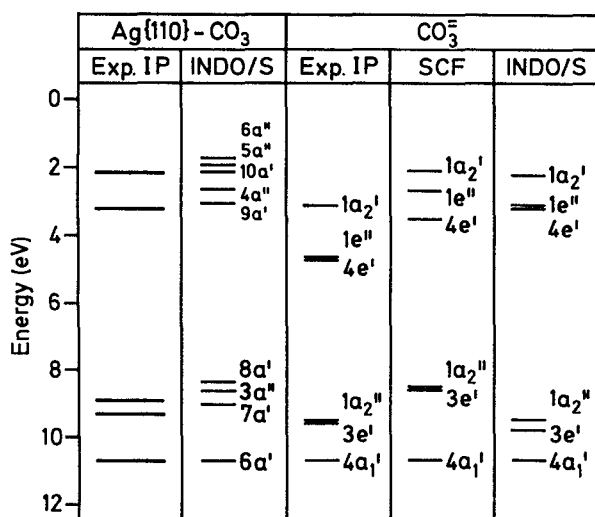 Ag{110} - CO₃ CO₃⁼
Exp. IP INDO/S Exp. IP SCF INDO/S
Energy (eV)
0
2
4
6
8
10
12
6a"
5a"
10a'
4a"
9a'
8a'
3a"
7a'
6a'
1a₂'
1e"
4e'
1a₂"
3e'
4a₁'
1a₂'
1e"
4e'
1a₂"
3e'
4a₁'
1a₂'
1e"
4e'
1a₂"
3e'
4a₁'